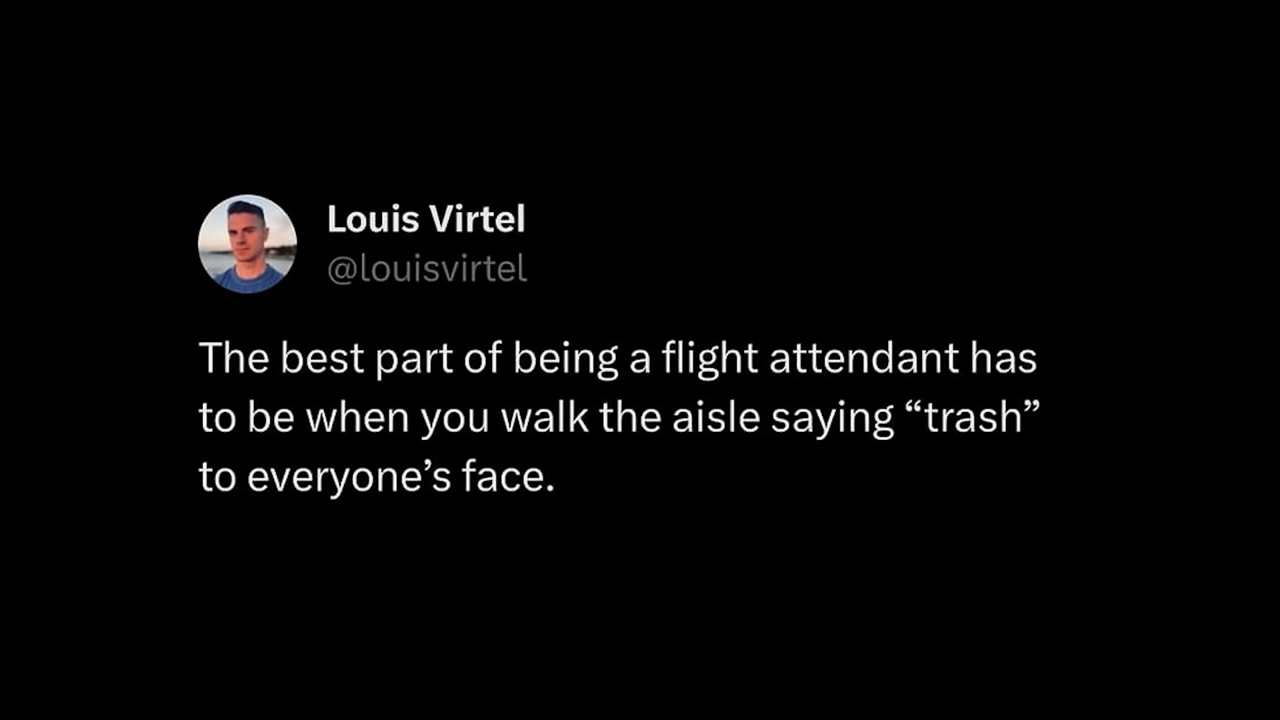 Louis Virtel
@louisvirtel
The best part of being a flight attendant has
to be when you walk the aisle saying “trash”
to everyone’s face.